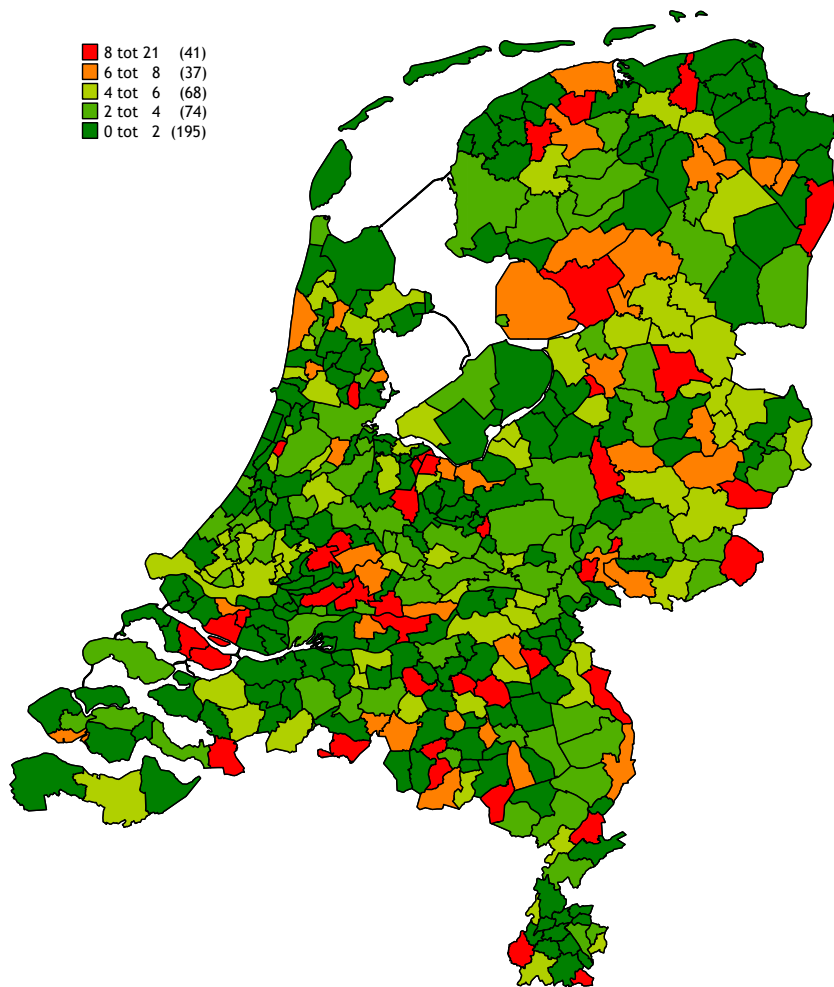 8 tot 21 (41)
6 tot 8 (37)
4 tot 6 (68)
2 tot 4 (74)
0 tot 2 (195)